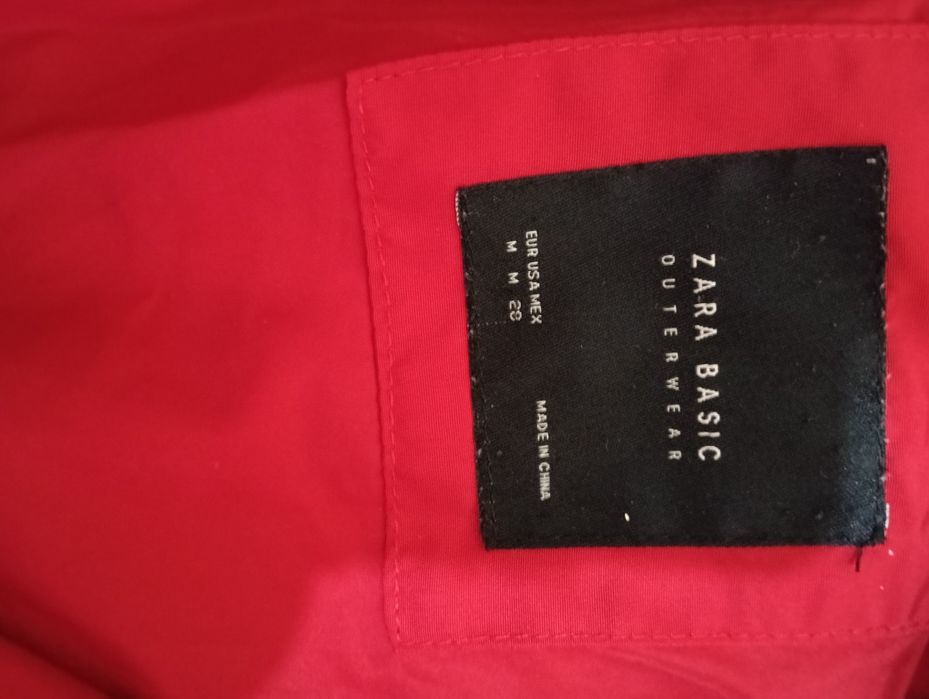 ZARA BASIC
OUTERWEAR
EUR USA MEX
M M 28
MADE IN CHINA